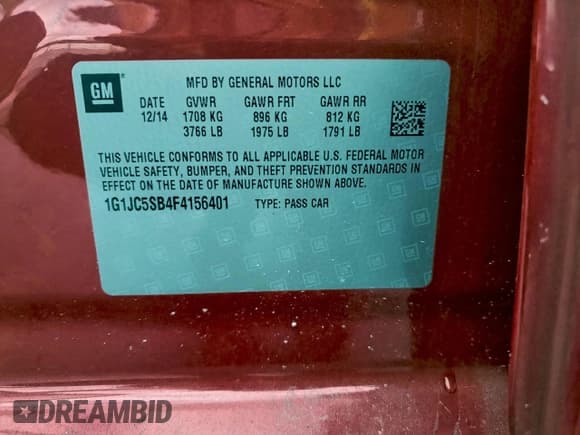 GM
MFD BY GENERAL MOTORS LLC
DATE GVWR GAWR FRT GAWR RR
12/14 1708 KG 896 KG 812 KG
3766 LB 1975 LB 1791 LB
THIS VEHICLE CONFORMS TO ALL APPLICABLE U.S. FEDERAL MOTOR
VEHICLE SAFETY, BUMPER, AND THEFT PREVENTION STANDARDS IN
EFFECT ON THE DATE OF MANUFACTURE SHOWN ABOVE.
1G1JC5SB4F4156401 TYPE: PASS CAR
DREAMBID